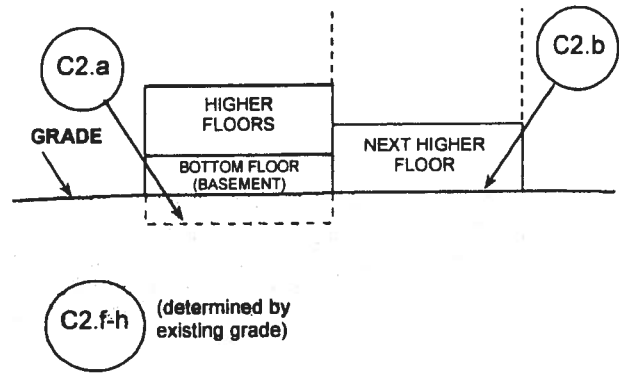 C2.a
C2.b
HIGHER
FLOORS
GRADE
NEXT HIGHER
FLOOR
BOTTOM FLOOR
(BASEMENT)
C2.f-h
(determined by
existing grade)